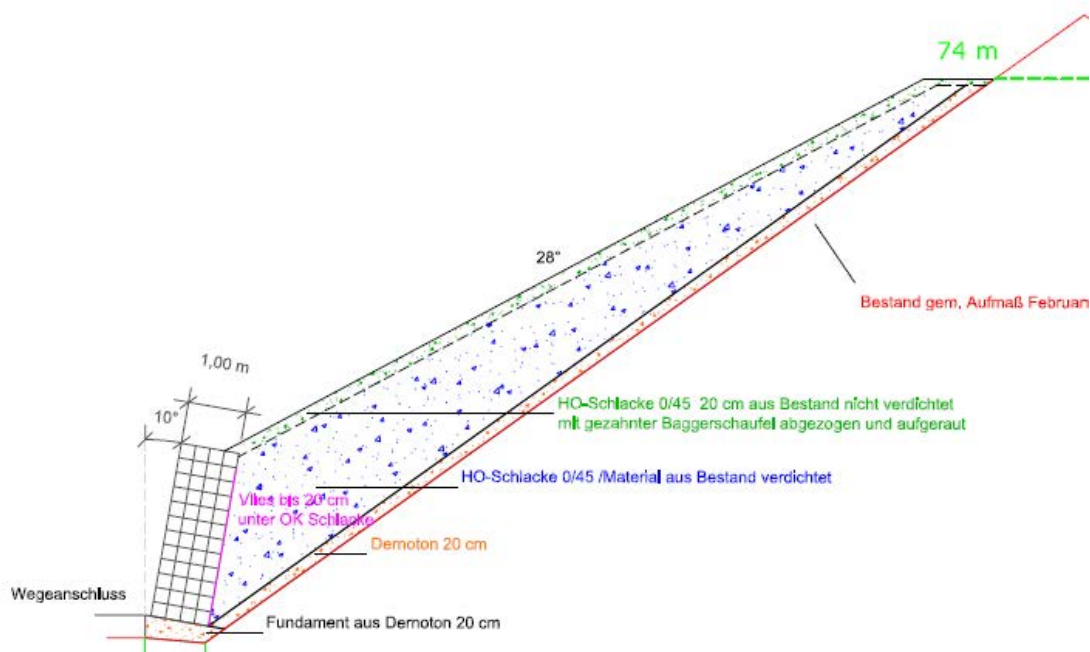 74 m
28°
Bestand gem, Aufmaß Februar
1,00 m
10°
HO-Schlacke 0/45 20 cm aus Bestand nicht verdichtet
mit gezahnter Baggerschaufel abgezogen und aufgeraut
HO-Schlacke 0/45 /Material aus Bestand verdichtet
Vlies bis 20 cm
unter OK Schlacke
Dernoton 20 cm
Wegeanschluss
Fundament aus Dernoton 20 cm